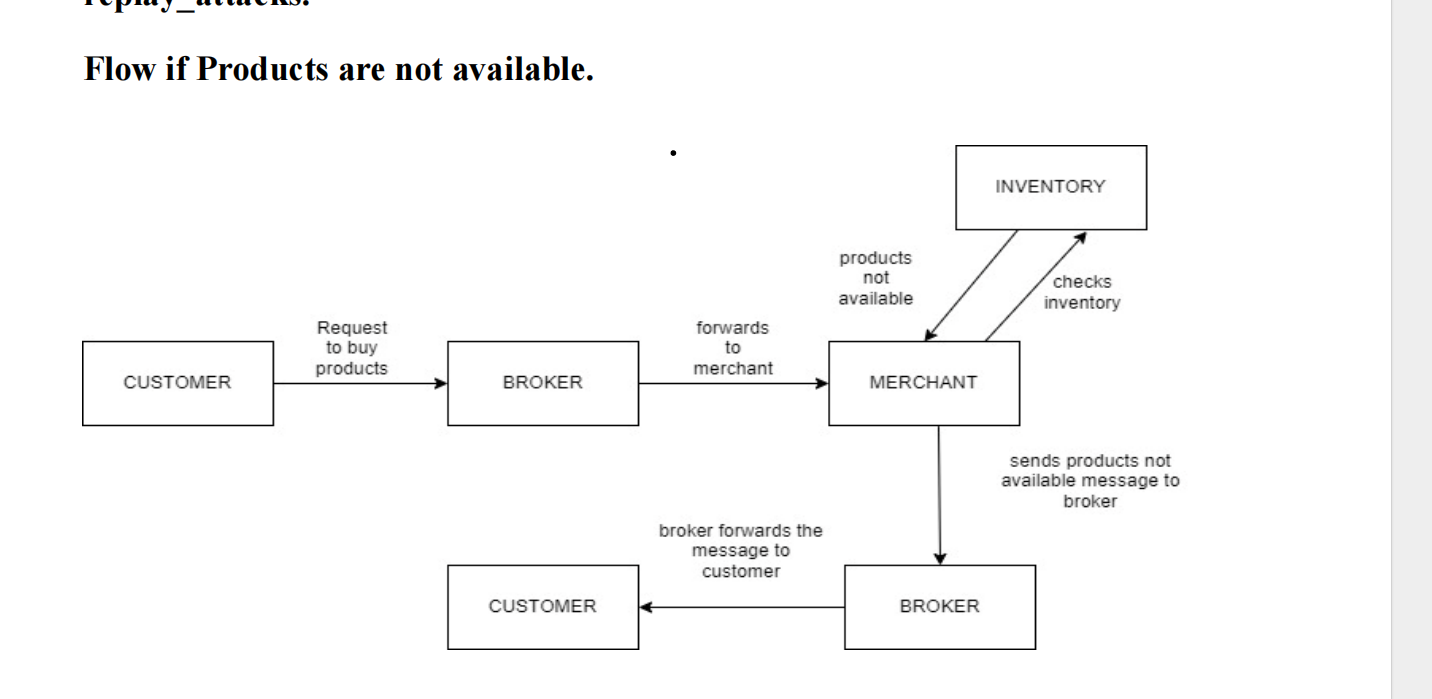 replay_attacks.
Flow if Products are not available.
INVENTORY
products
not
available
checks
inventory
Request
to buy
products
forwards
to
merchant
CUSTOMER
BROKER
MERCHANT
sends products not
available message to
broker
broker forwards the
message to
customer
CUSTOMER
BROKER